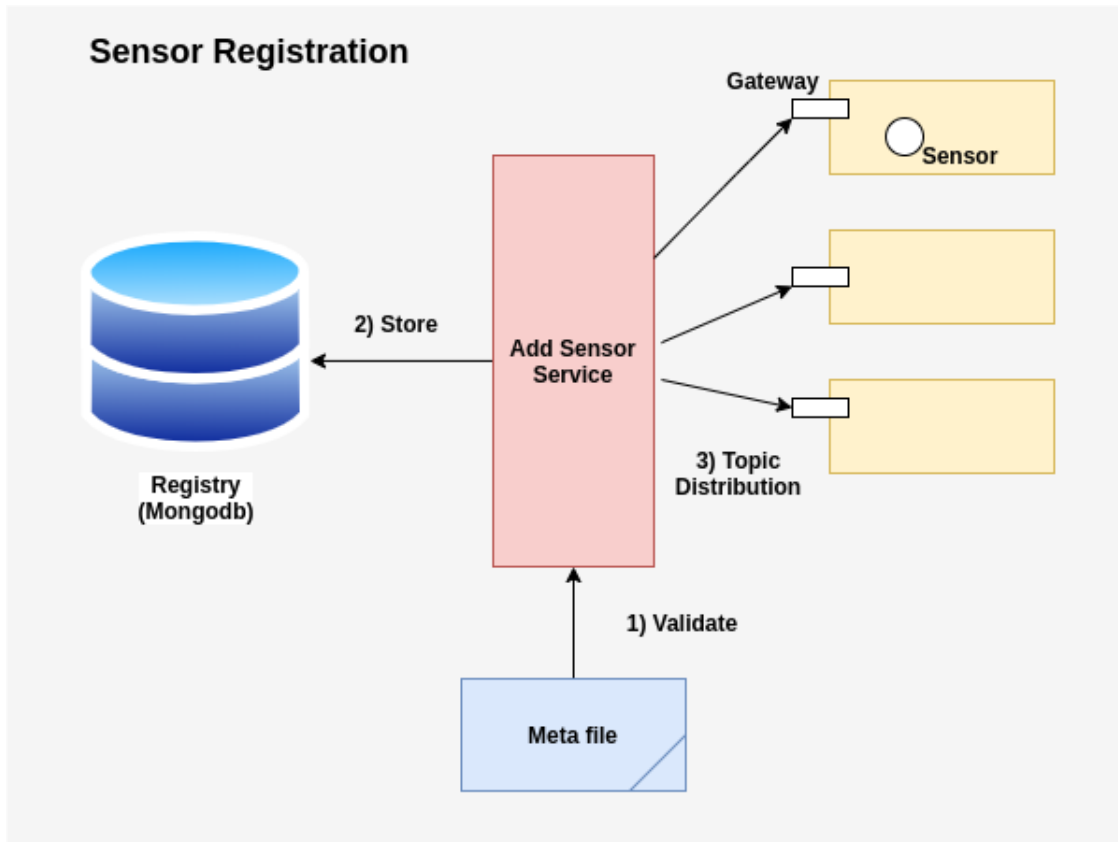 Sensor Registration
Gateway
Sensor
2) Store
Add Sensor
Service
3) Topic
Distribution
Registry
(Mongodb)
1) Validate
Meta file